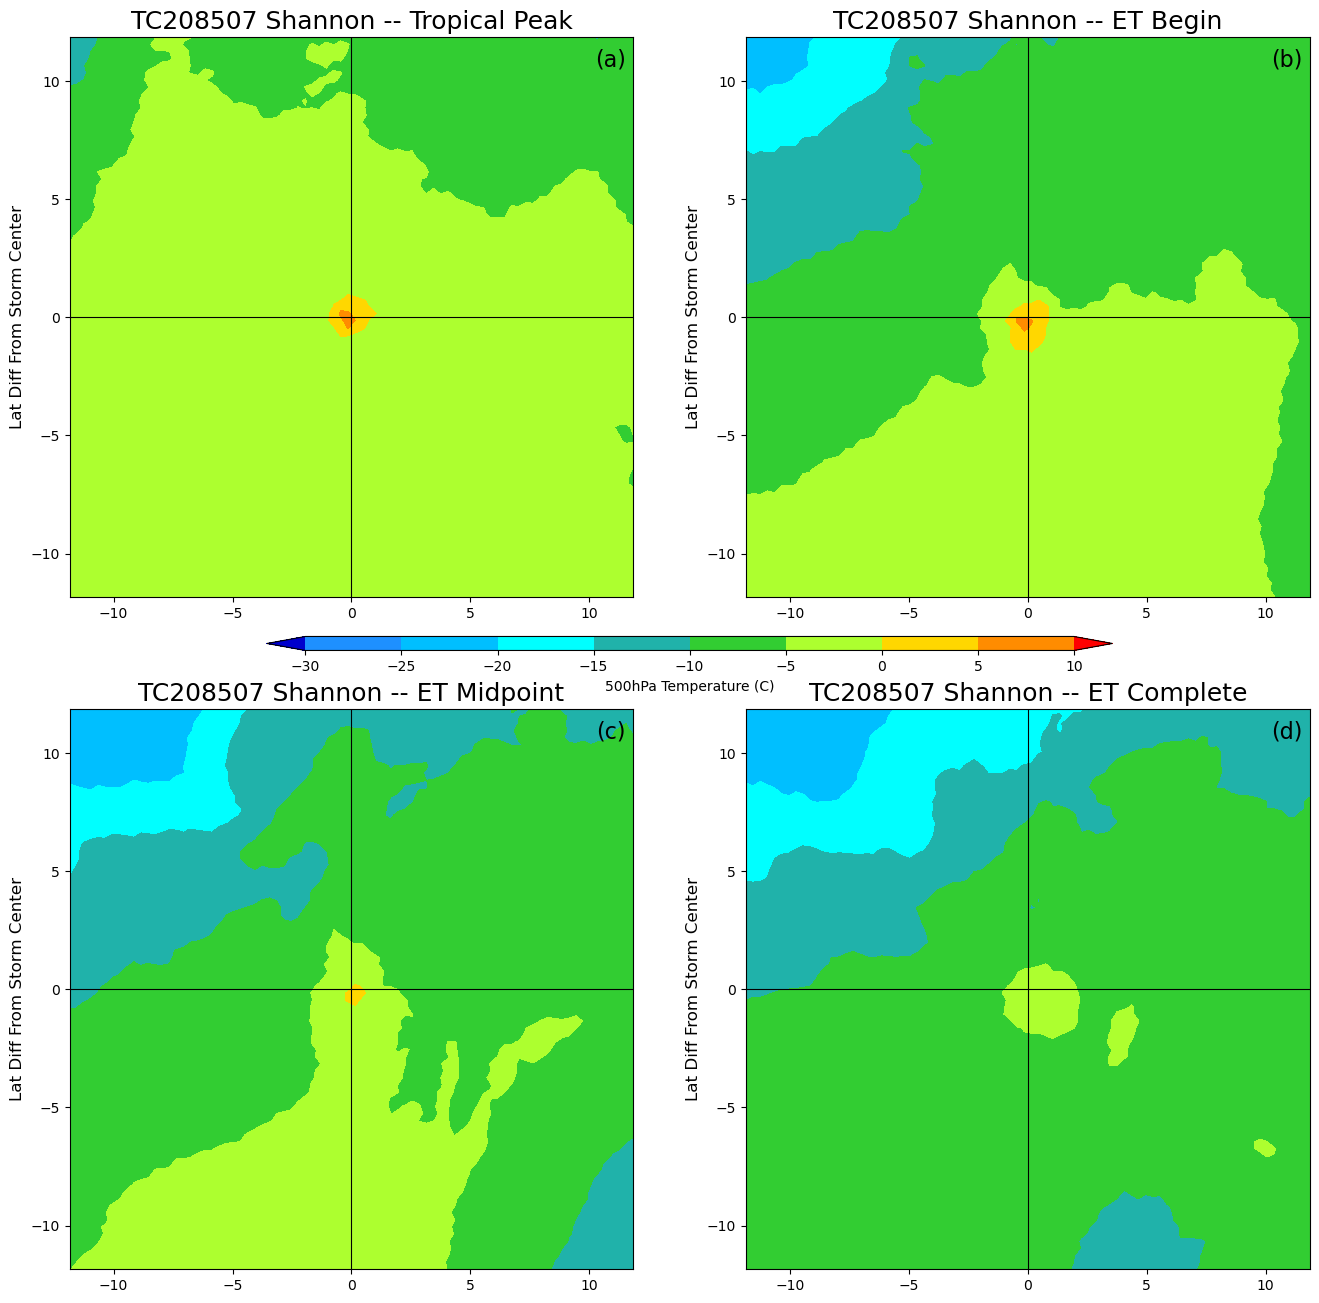 TC208507 Shannon -- Tropical Peak
TC208507 Shannon -- ET Begin
(a)
(b)
Lat Diff From Storm Center
Lat Diff From Storm Center
10
5
0
−5
−10
10
5
0
−5
−10
−10 −5 0 5 10
−10 −5 0 5 10
−30 −25 −20 −15 −10 −5 0 5 10
500hPa Temperature (C)
TC208507 Shannon -- ET Midpoint
TC208507 Shannon -- ET Complete
(c)
(d)
Lat Diff From Storm Center
Lat Diff From Storm Center
10
5
0
−5
−10
10
5
0
−5
−10
−10 −5 0 5 10
−10 −5 0 5 10